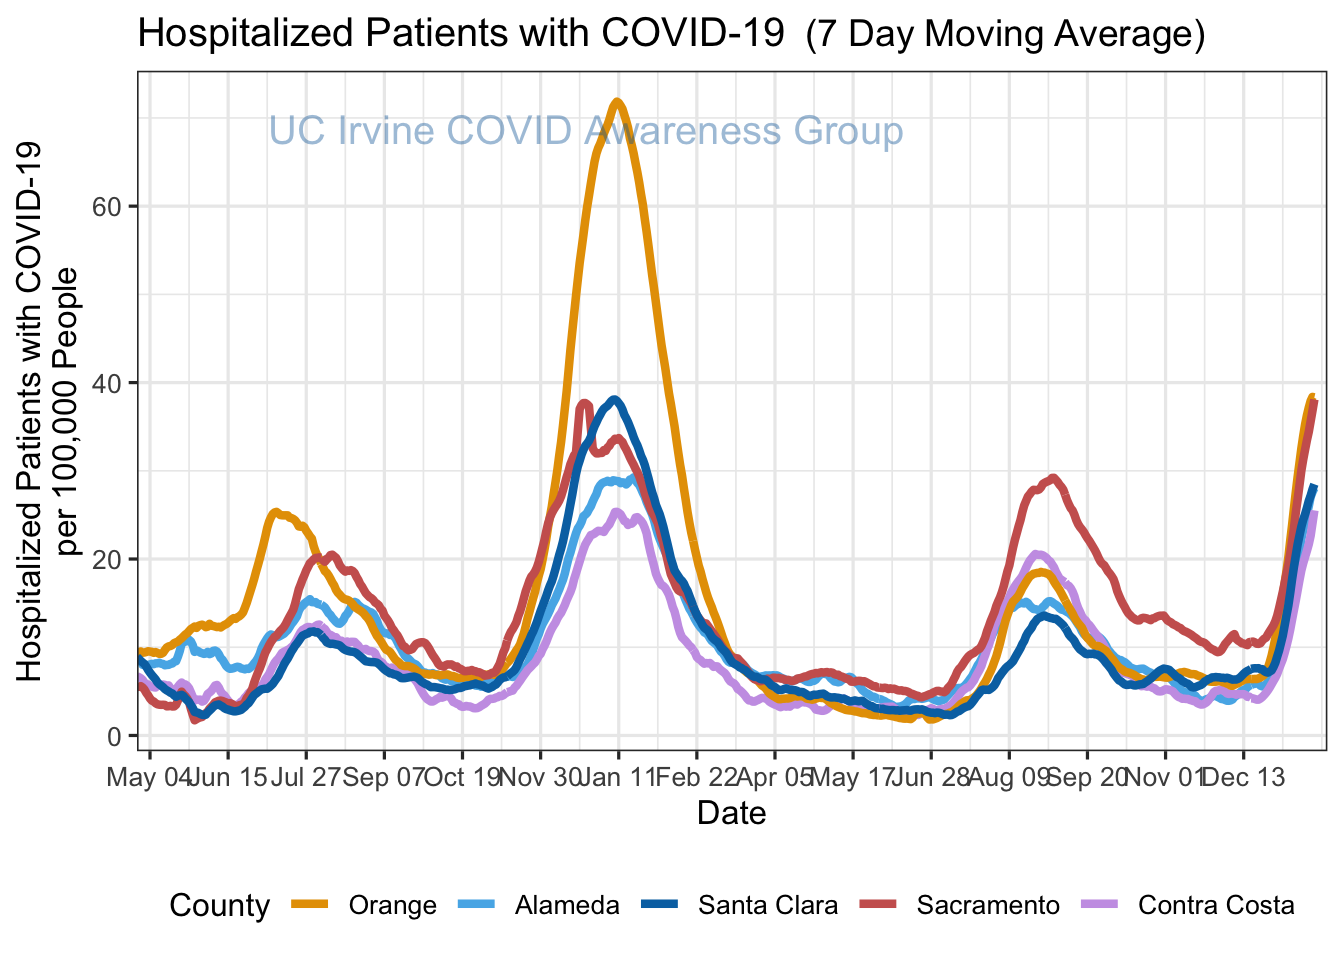 Hospitalized Patients with COVID-19 (7 Day Moving Average)
UC Irvine COVID Awareness Group
Hospitalized Patients with COVID-19
per 100,000 People
60
40
20
0
May 04 Jun 15 Jul 27 Sep 07 Oct 19 Nov 30 Jan 11 Feb 22 Apr 05 May 17 Jun 28 Aug 09 Sep 20 Nov 01 Dec 13
Date
County Orange Alameda Santa Clara Sacramento Contra Costa